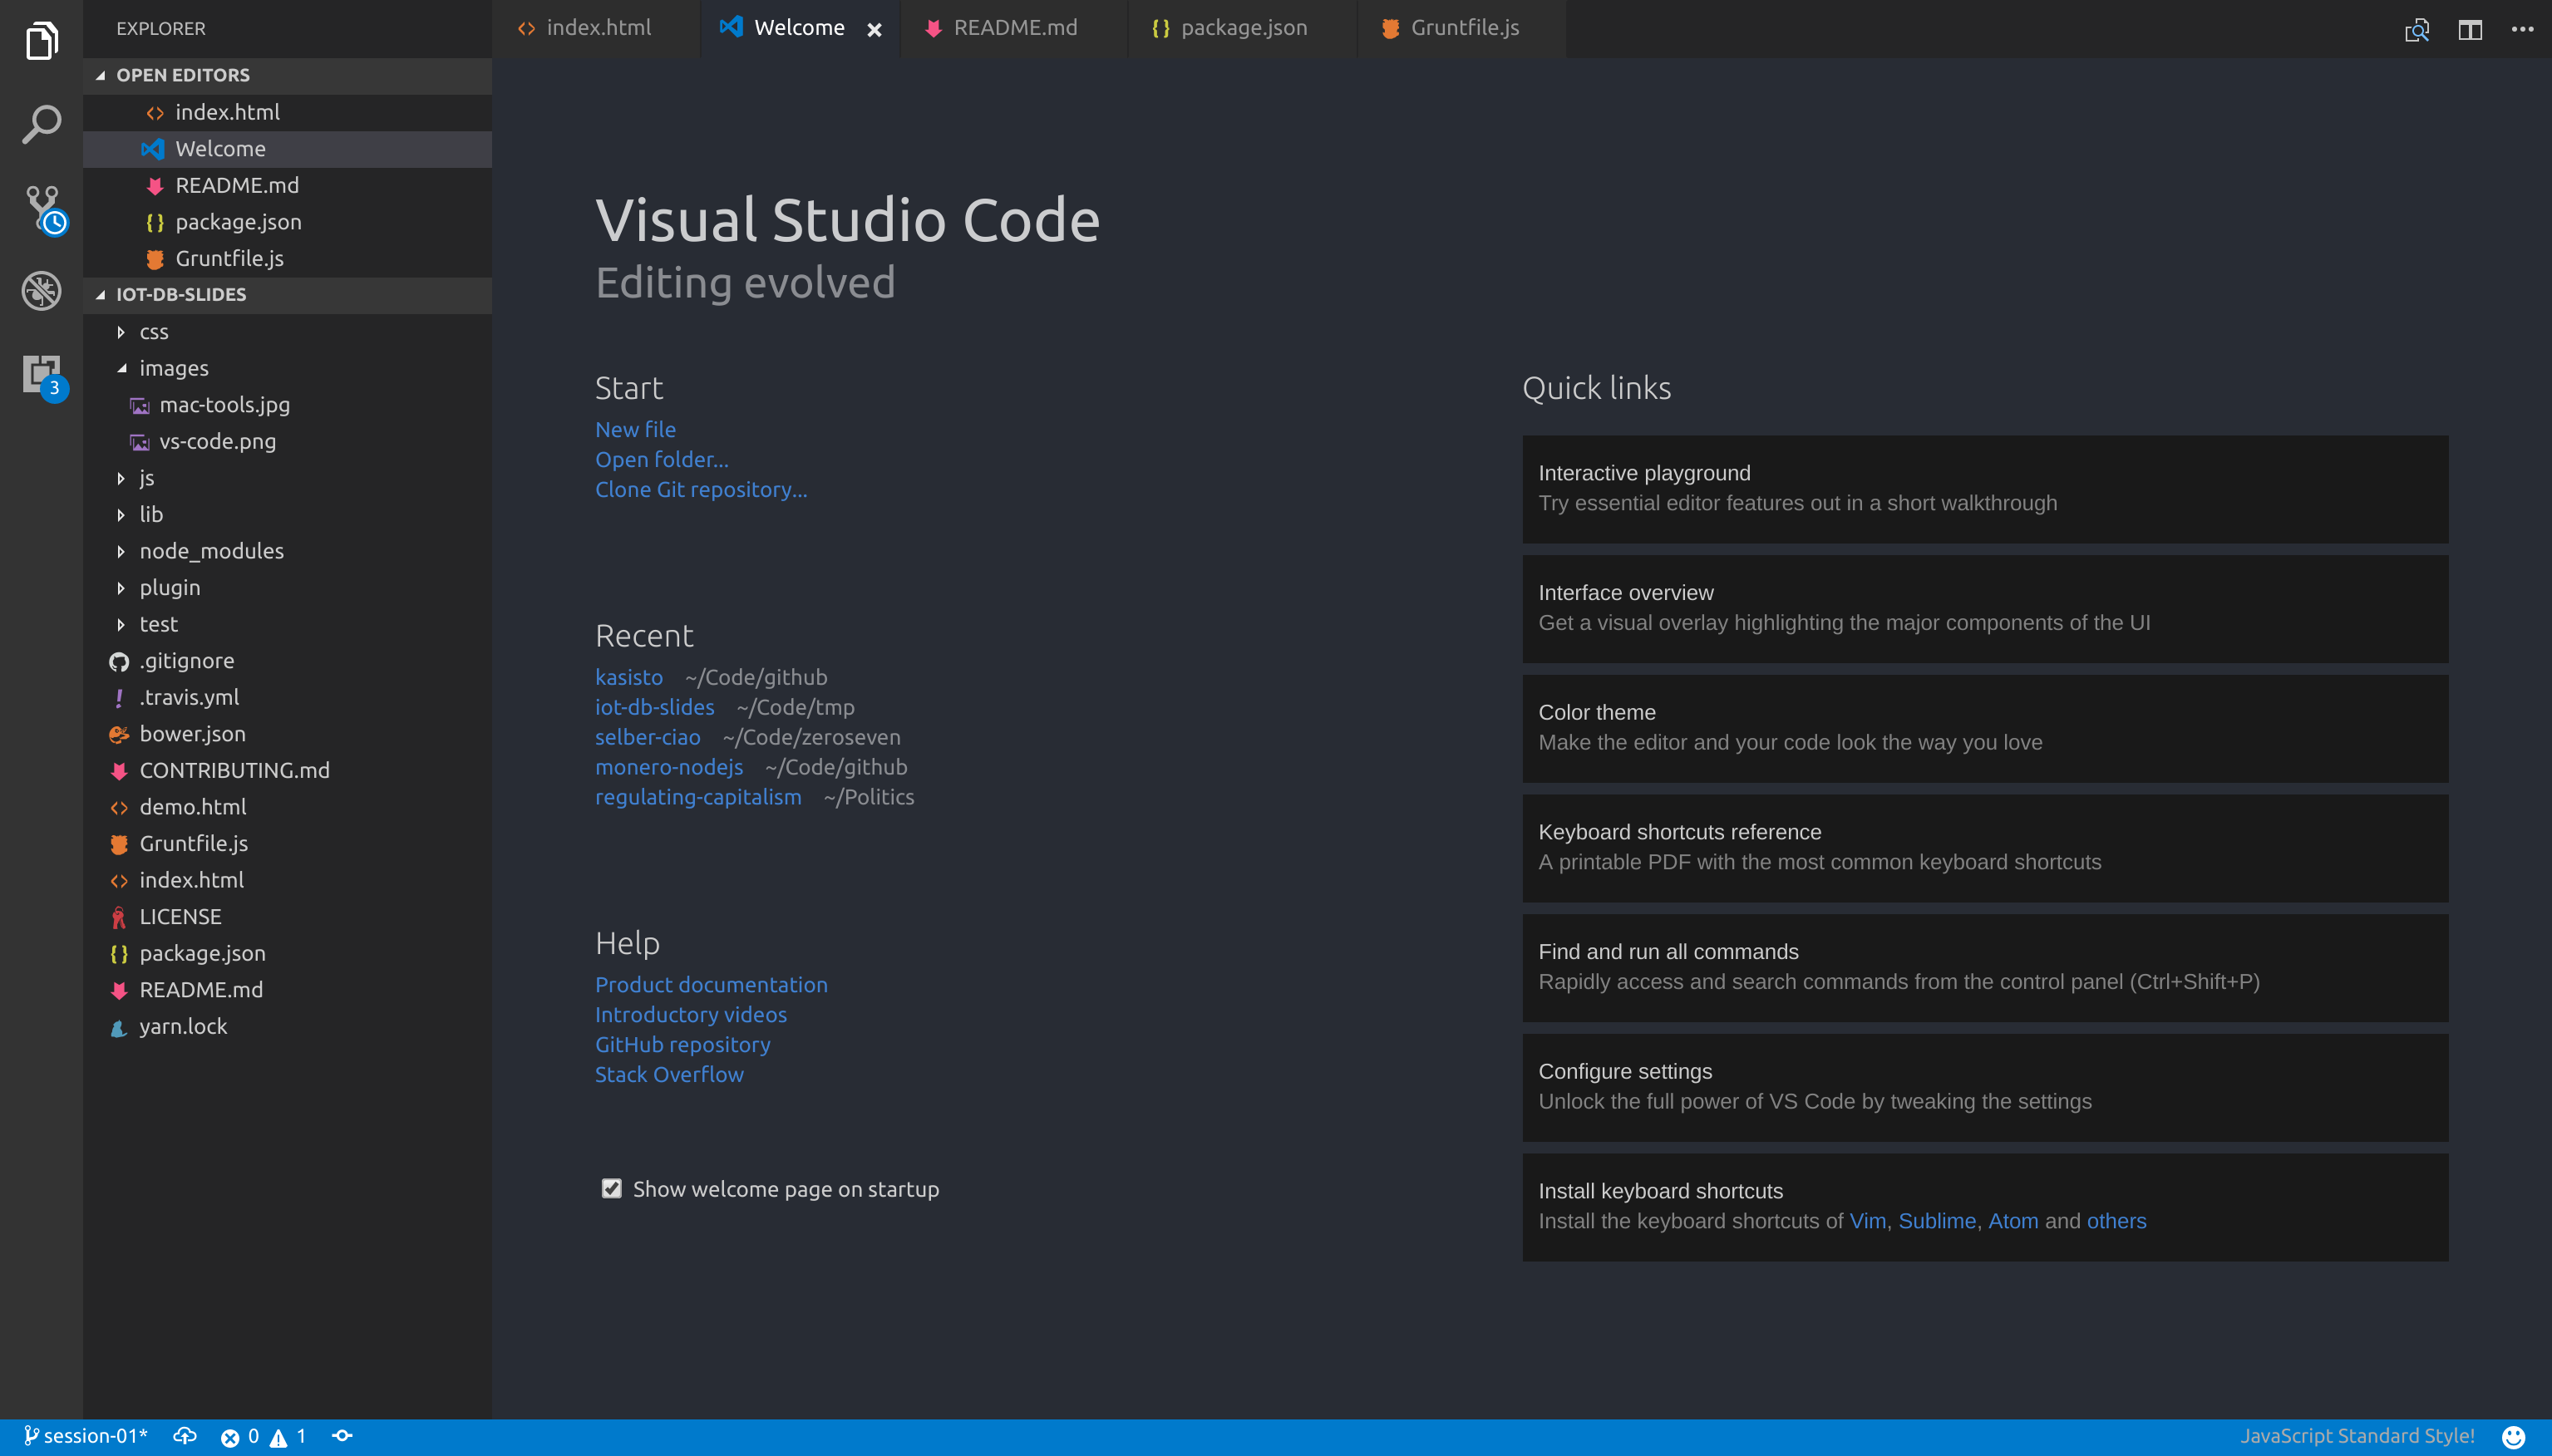 EXPLORER
OPEN EDITORS
index.html
Welcome
README.md
package.json
Gruntfile.js
IOT-DB-SLIDES
css
images
mac-tools.jpg
vs-code.png
js
lib
node_modules
plugin
test
.gitignore
.travis.yml
bower.json
CONTRIBUTING.md
demo.html
Gruntfile.js
index.html
LICENSE
package.json
README.md
yarn.lock
3
index.html Welcome README.md {} package.json Gruntfile.js
Visual Studio Code
Editing evolved
Start
New file
Open folder...
Clone Git repository...
Recent
kasisto ~/Code/github
iot-db-slides ~/Code/tmp
selber-ciao ~/Code/zeroseven
monero-nodejs ~/Code/github
regulating-capitalism ~/Politics
Help
Product documentation
Introductory videos
GitHub repository
Stack Overflow
Show welcome page on startup
Quick links
Interactive playground
Try essential editor features out in a short walkthrough
Interface overview
Get a visual overlay highlighting the major components of the UI
Color theme
Make the editor and your code look the way you love
Keyboard shortcuts reference
A printable PDF with the most common keyboard shortcuts
Find and run all commands
Rapidly access and search commands from the control panel (Ctrl+Shift+P)
Configure settings
Unlock the full power of VS Code by tweaking the settings
Install keyboard shortcuts
Install the keyboard shortcuts of Vim, Sublime, Atom and others
session-01* 0 1 JavaScript Standard Style!